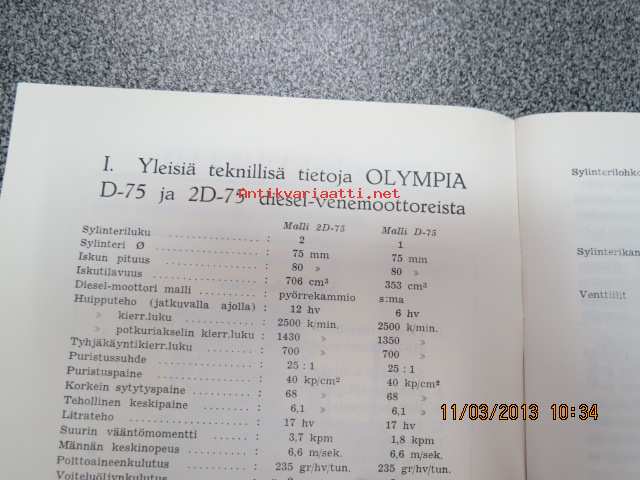 I. Yleisiä teknillisä tietoja OLYMPIA
D-75 ja 2D-75 diesel-venemoottoreista
Antikvariaatti.net
Malli 2D-75 Malli D-75
Sylinteriluku : 2 1
Sylinteri Ø : 75 mm 75 mm
Iskun pituus : 80 » 80 »
Iskutilavuus : 706 cm³ 353 cm³
Diesel-moottori malli : pyörrekammio s:ma
Huipputeho (jatkuvalla ajolla) : 12 hv 6 hv
» kierr.luku : 2500 k/min. 2500 k/min.
» potkuriakselin kierr.luku : 1430 » 1350 »
Tyhjäkäyntikierr.luku : 700 » 700 »
Puristussuhde : 25 : 1 25 : 1
Puristuspaine : 40 kp/cm² 40 kp/cm²
Korkein sytytyspaine : 68 » 68 »
Tehollinen keskipaine : 6,1 » 6,1 »
Litrateho : 17 hv 17 hv
Suurin vääntömomentti : 3,7 kpm 1,8 kpm
Männän keskinopeus : 6,6 m/sek. 6,6 m/sek.
Polttoaineenkulutus : 235 gr/hv/tun. 235 gr/hv/tun.
Voiteluöljynkulutus
Sylinterilohko
Sylinterikan
Venttiilit
11/03/2013 10:34